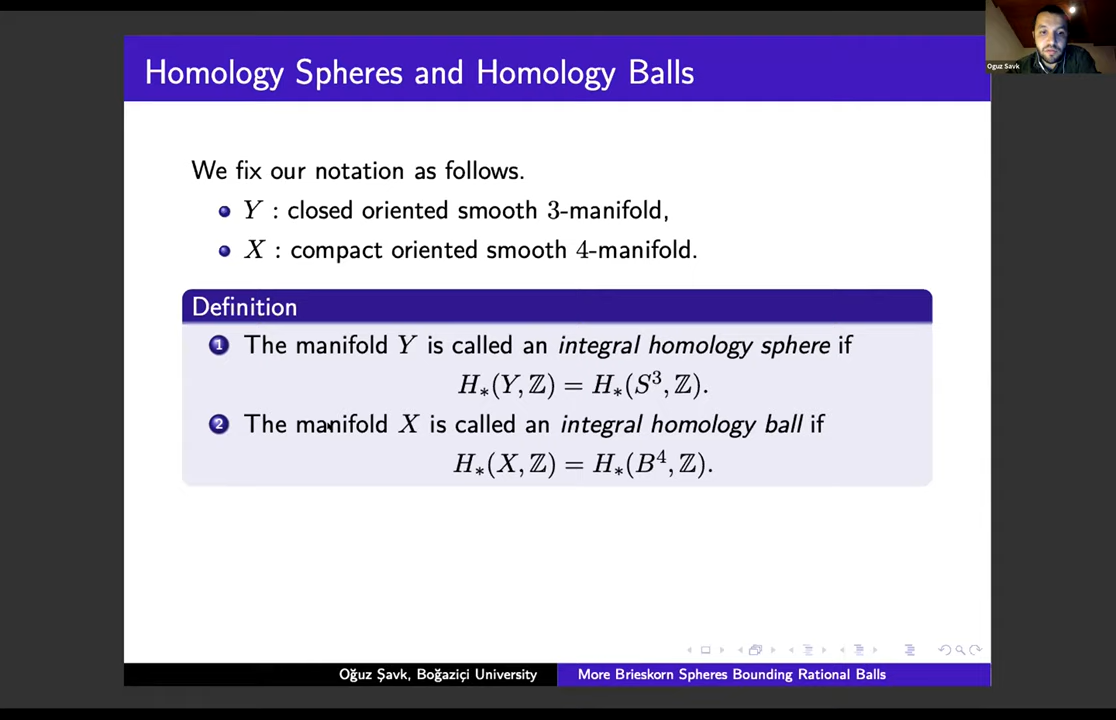 Oguz Savk
Homology Spheres and Homology Balls
We fix our notation as follows.
Y : closed oriented smooth 3-manifold,
X : compact oriented smooth 4-manifold.
Definition
1 The manifold Y is called an integral homology sphere if
H∗(Y, ℤ) = H∗(S³, ℤ).
2 The manifold X is called an integral homology ball if
H∗(X, ℤ) = H∗(B⁴, ℤ).
Oğuz Şavk, Boğaziçi University
More Brieskorn Spheres Bounding Rational Balls